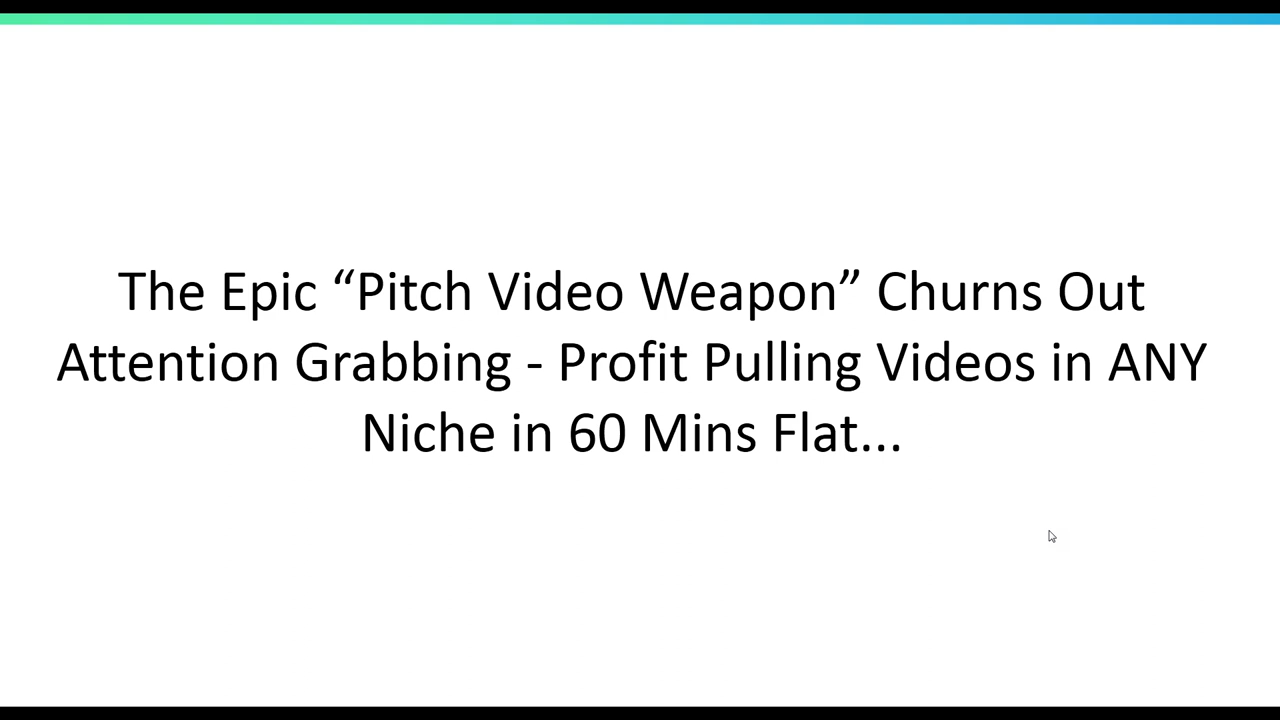 The Epic “Pitch Video Weapon” Churns Out
Attention Grabbing - Profit Pulling Videos in ANY
Niche in 60 Mins Flat...